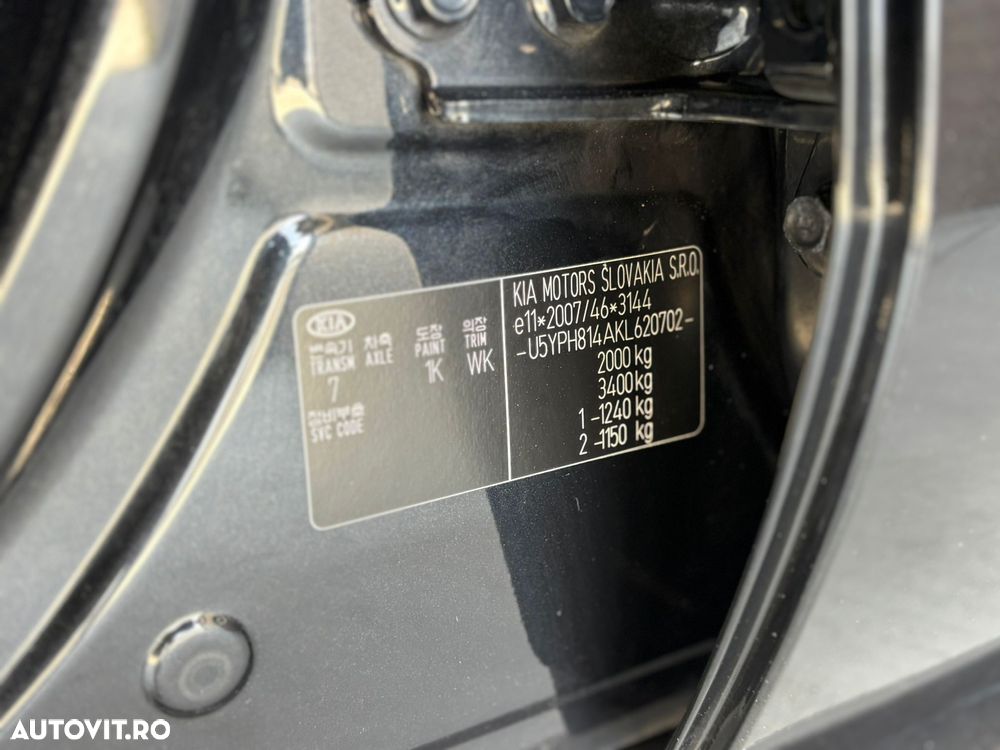 KIA
변속기 차축 도장 의장
TRANSM AXLE PAINT TRIM
7 1K WK
SVC CODE
KIA MOTORS ŠLOVAKIA S.R.O.
e11*2007/46*3144
-U5YPH814AKL620702-
2000 kg
3400 kg
1 -1240 kg
2 -1150 kg
AUTOVIT.RO